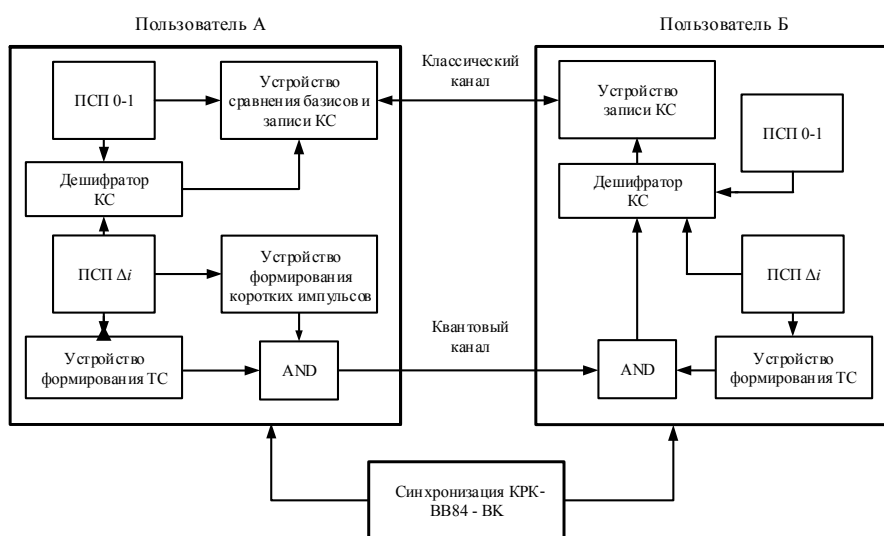 Пользователь А
Пользователь Б
ПСП 0-1
Устройство
сравнения базисов и
записи КС
Классический
канал
Устройство
записи КС
ПСП 0-1
Дешифратор
КС
Дешифратор
КС
ПСП Δi
Устройство
формирования
коротких импульсов
ПСП Δi
Квантовый
канал
Устройство
формирования ТС
AND
AND
Устройство
формирования ТС
Синхронизация КРК-
ВВ84 - ВК